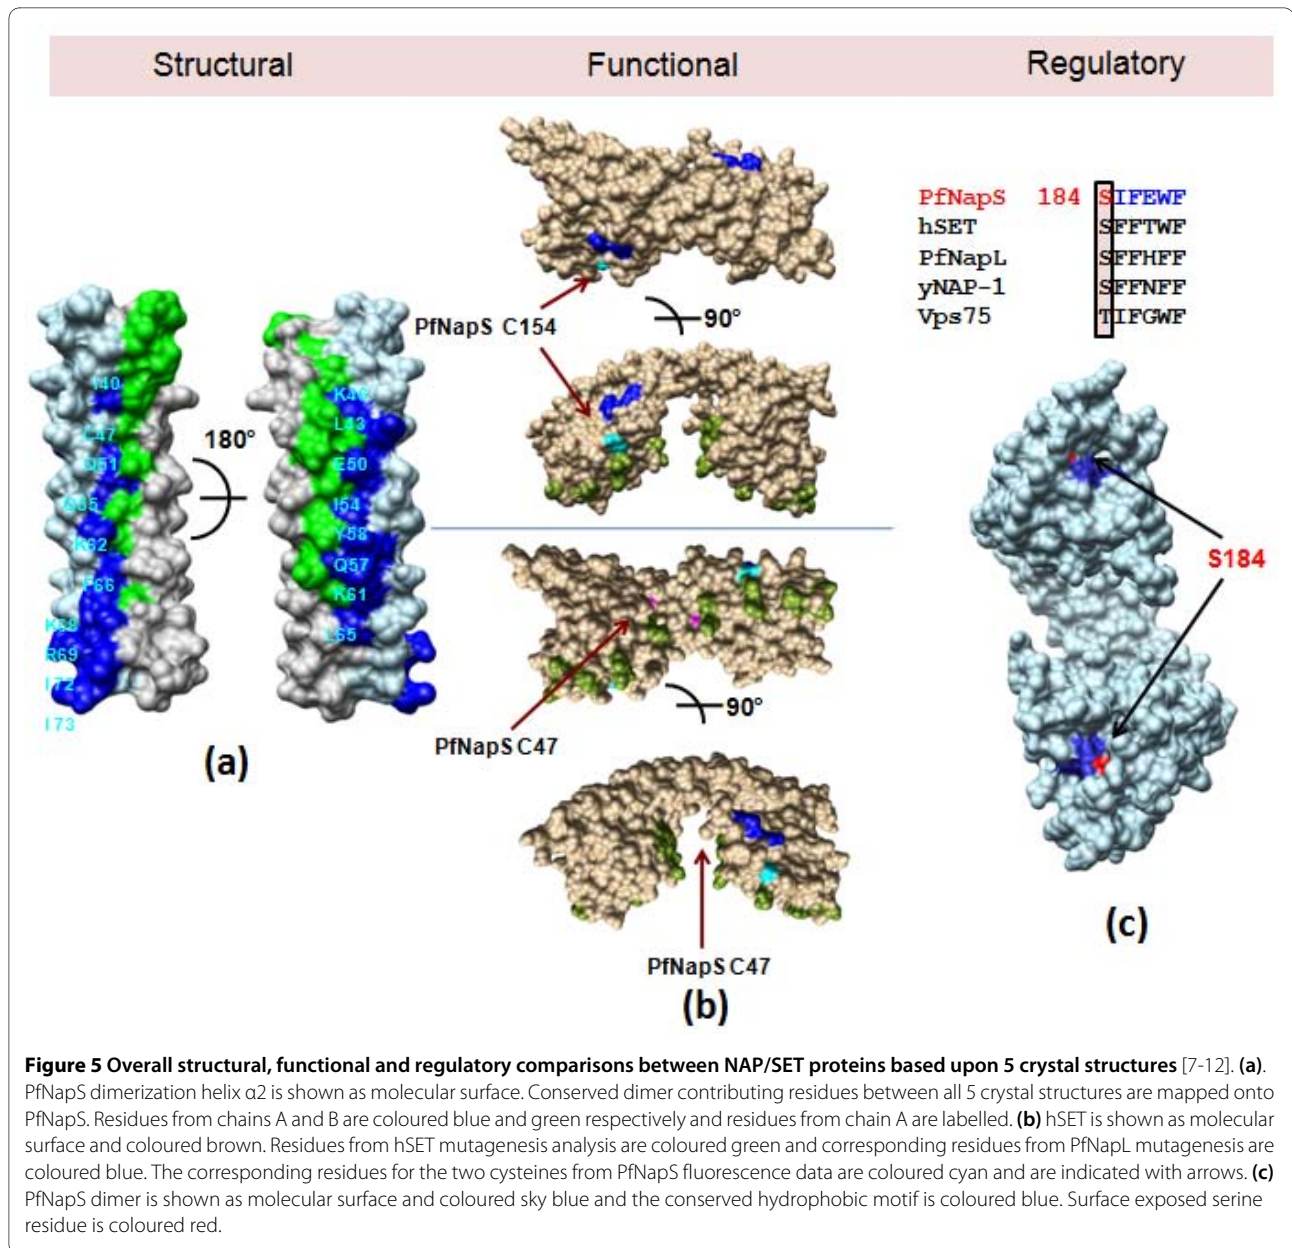 Structural
Functional
Regulatory
I40
C47
Q51
K62
F66
R69
I72
I73
180°
L43
E50
I54
Y58
Q57
K61
(a)
PfNapS C154
90°
PfNapS C47
90°
PfNapS C47
(b)
PfNapS 184 SIFEWF
hSET SFFTWF
PfNapL SFFHFF
yNAP-1 SFFNFF
Vps75 TIFGWF
S184
(c)
Figure 5 Overall structural, functional and regulatory comparisons between NAP/SET proteins based upon 5 crystal structures [7-12]. (a).
PfNapS dimerization helix α2 is shown as molecular surface. Conserved dimer contributing residues between all 5 crystal structures are mapped onto
PfNapS. Residues from chains A and B are coloured blue and green respectively and residues from chain A are labelled. (b) hSET is shown as molecular
surface and coloured brown. Residues from hSET mutagenesis analysis are coloured green and corresponding residues from PfNapL mutagenesis are
coloured blue. The corresponding residues for the two cysteines from PfNapS fluorescence data are coloured cyan and are indicated with arrows. (c)
PfNapS dimer is shown as molecular surface and coloured sky blue and the conserved hydrophobic motif is coloured blue. Surface exposed serine
residue is coloured red.